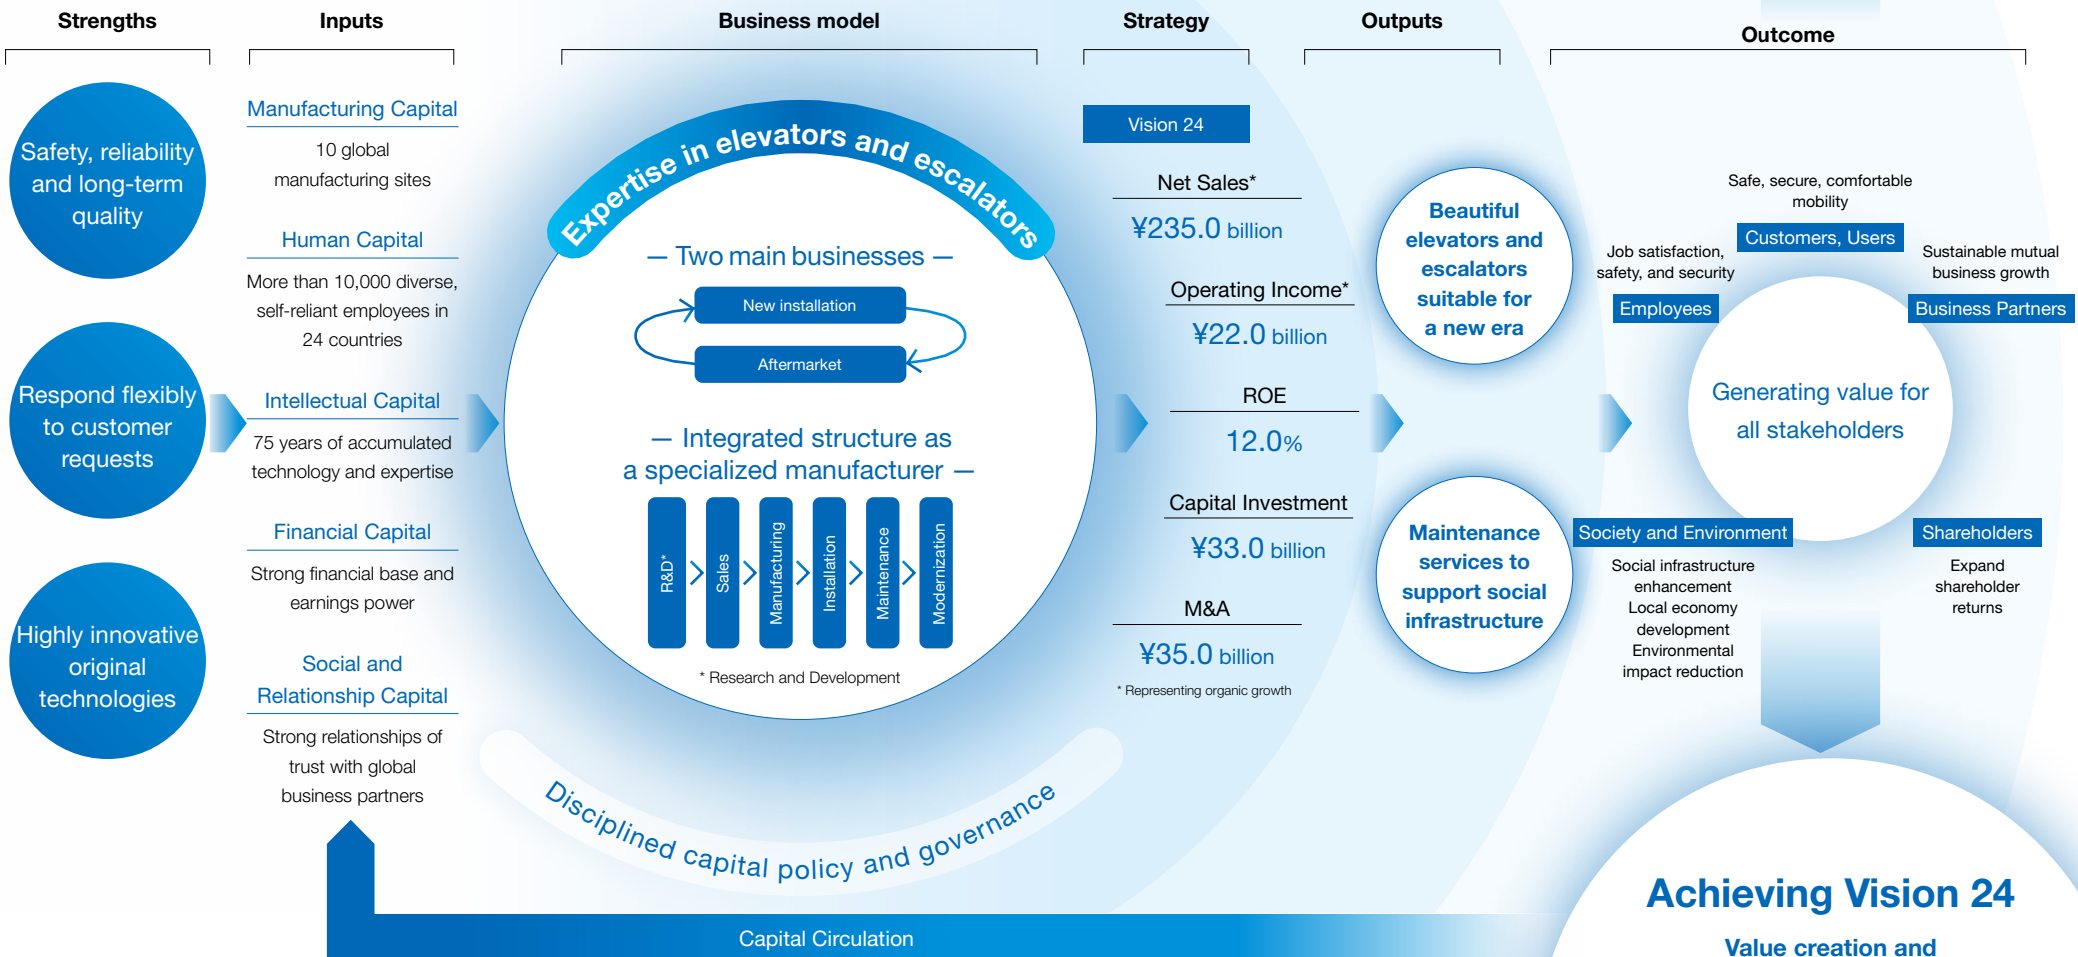 Strengths
Safety, reliability
and long-term
quality
Respond flexibly
to customer
requests
Highly innovative
original
technologies
Inputs
Manufacturing Capital
10 global
manufacturing sites
Human Capital
More than 10,000 diverse,
self-reliant employees in
24 countries
Intellectual Capital
75 years of accumulated
technology and expertise
Financial Capital
Strong financial base and
earnings power
Social and
Relationship Capital
Strong relationships of
trust with global
business partners
Business model
Expertise in elevators and escalators
— Two main businesses —
New installation
Aftermarket
— Integrated structure as
a specialized manufacturer —
R&D*
Sales
Manufacturing
Installation
Maintenance
Modernization
* Research and Development
Disciplined capital policy and governance
Strategy
Vision 24
Net Sales*
¥235.0 billion
Operating Income*
¥22.0 billion
ROE
12.0%
Capital Investment
¥33.0 billion
M&A
¥35.0 billion
* Representing organic growth
Outputs
Beautiful
elevators and
escalators
suitable for
a new era
Maintenance
services to
support social
infrastructure
Outcome
Safe, secure, comfortable
mobility
Customers, Users
Job satisfaction,
safety, and security
Employees
Sustainable mutual
business growth
Business Partners
Generating value for
all stakeholders
Society and Environment
Social infrastructure
enhancement
Local economy
development
Environmental
impact reduction
Shareholders
Expand
shareholder
returns
Achieving Vision 24
Value creation and
Capital Circulation